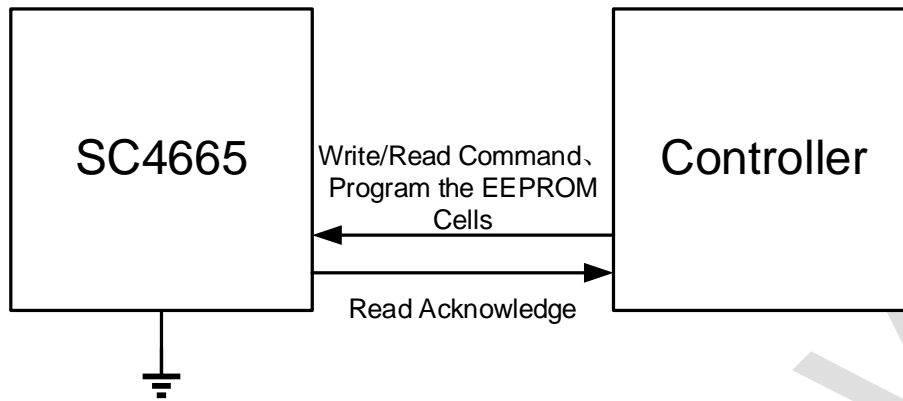 SC4665
Write/Read Command、
Program the EEPROM
Cells
Read Acknowledge
Controller